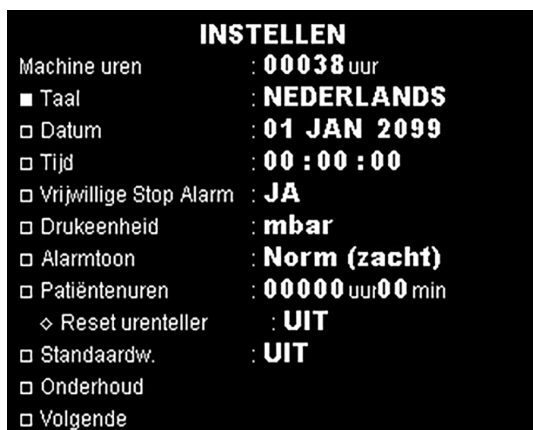 INSTELLEN
Machine uren : 00038 uur
Taal : NEDERLANDS
Datum : 01 JAN 2099
Tijd : 00 : 00 : 00
Vrijwillige Stop Alarm : JA
Drukeenheid : mbar
Alarmtoon : Norm (zacht)
Patiëntenuren : 00000 uur 00 min
Reset urenteller : UIT
Standaardw. : UIT
Onderhoud
Volgende